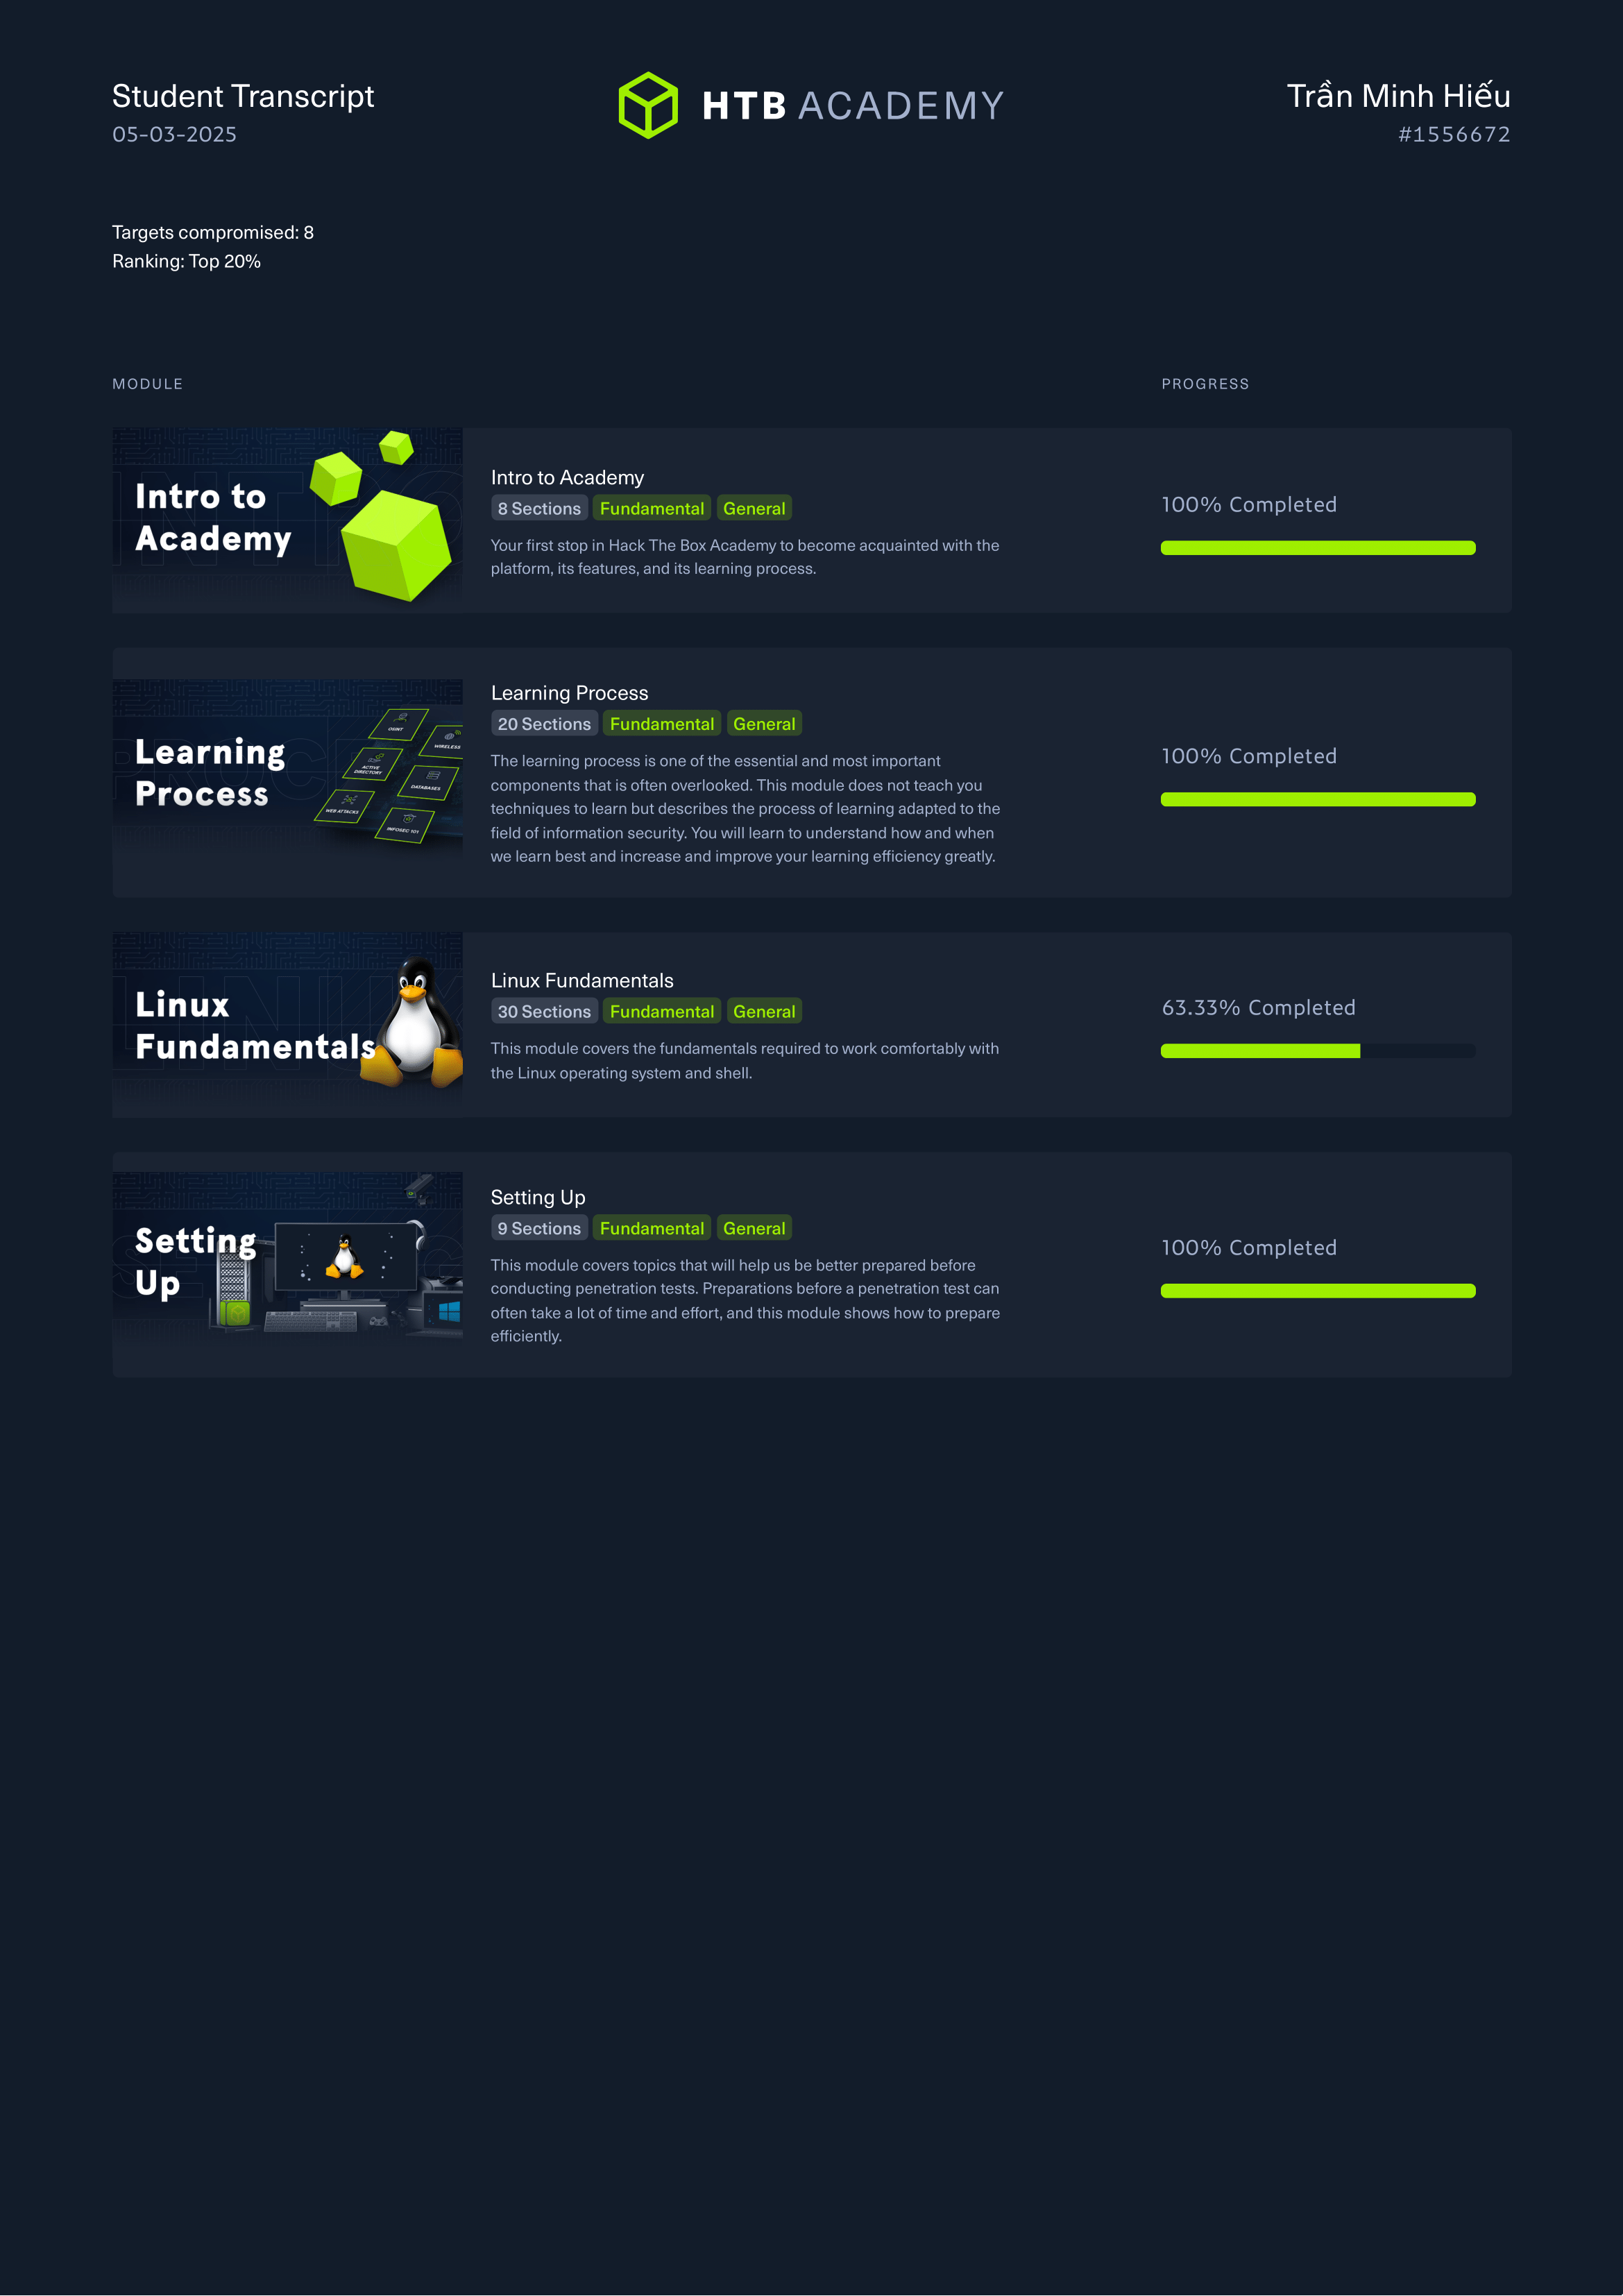 Student Transcript
05-03-2025
HTB ACADEMY
Trần Minh Hiếu
#1556672
Targets compromised: 8
Ranking: Top 20%
MODULE
PROGRESS
Intro to
Academy
Intro to Academy
8 Sections Fundamental General
Your first stop in Hack The Box Academy to become acquainted with the
platform, its features, and its learning process.
100% Completed
Learning
Process
OSINT
WIRELESS
ACTIVE
DIRECTORY
DATABASES
WEB ATTACKS
INFOSEC 101
Learning Process
20 Sections Fundamental General
The learning process is one of the essential and most important
components that is often overlooked. This module does not teach you
techniques to learn but describes the process of learning adapted to the
field of information security. You will learn to understand how and when
we learn best and increase and improve your learning efficiency greatly.
100% Completed
Linux
Fundamentals
Linux Fundamentals
30 Sections Fundamental General
This module covers the fundamentals required to work comfortably with
the Linux operating system and shell.
63.33% Completed
Setting
Up
Setting Up
9 Sections Fundamental General
This module covers topics that will help us be better prepared before
conducting penetration tests. Preparations before a penetration test can
often take a lot of time and effort, and this module shows how to prepare
efficiently.
100% Completed